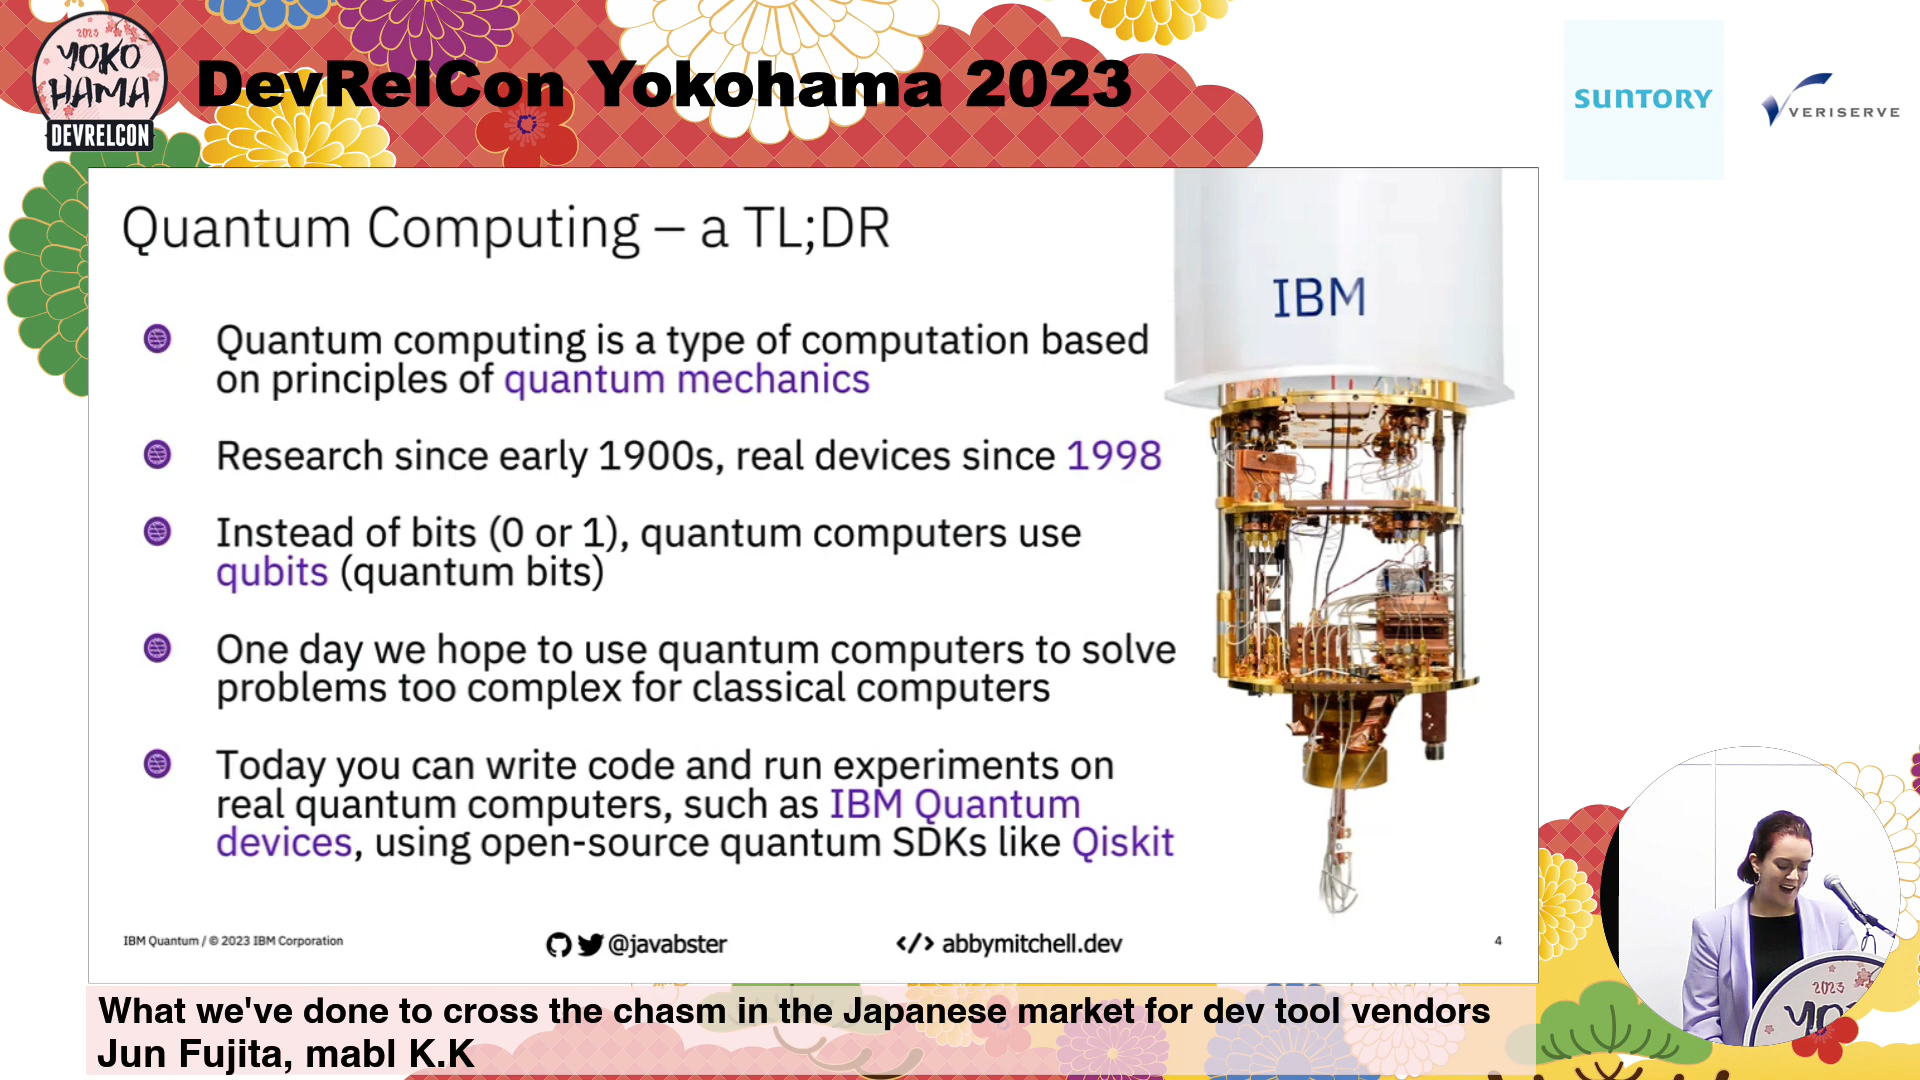 2023
YOKO
HAMA
DEVRELCON
DevRelCon Yokohama 2023
SUNTORY
VERISERVE
Quantum Computing – a TL;DR
IBM
Quantum computing is a type of computation based
on principles of quantum mechanics
Research since early 1900s, real devices since 1998
Instead of bits (0 or 1), quantum computers use
qubits (quantum bits)
One day we hope to use quantum computers to solve
problems too complex for classical computers
Today you can write code and run experiments on
real quantum computers, such as IBM Quantum
devices, using open-source quantum SDKs like Qiskit
IBM Quantum / © 2023 IBM Corporation
@javabster
</> abbymitchell.dev
4
2023
YO
What we've done to cross the chasm in the Japanese market for dev tool vendors
Jun Fujita, mabl K.K